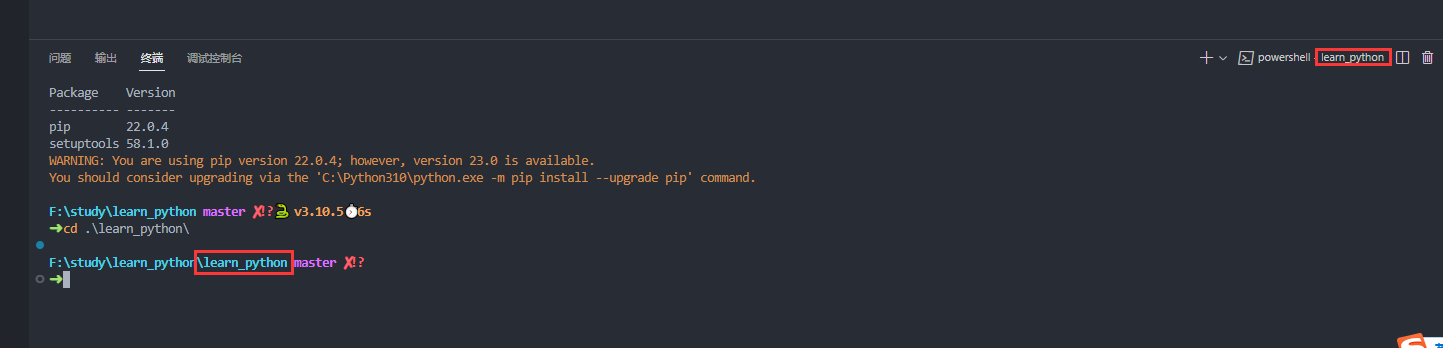 问题 输出 终端 调试控制台 powershell learn_python
Package Version
---------- -------
pip 22.0.4
setuptools 58.1.0
WARNING: You are using pip version 22.0.4; however, version 23.0 is available.
You should consider upgrading via the 'C:\Python310\python.exe -m pip install --upgrade pip' command.
F:\study\learn_python master ✘!?🐍 v3.10.5⏱6s
➜cd .\learn_python\
F:\study\learn_python\learn_python master ✘!?
➜